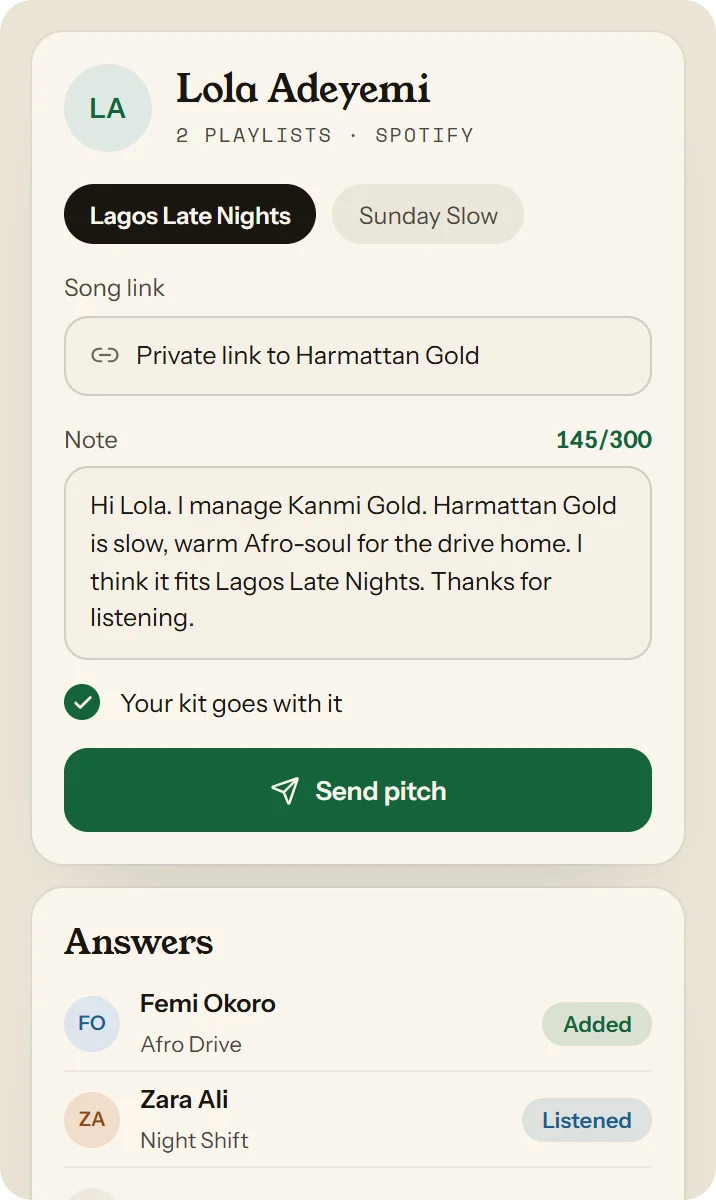 LA
Lola Adeyemi
2 PLAYLISTS · SPOTIFY
Lagos Late Nights
Sunday Slow
Song link
Private link to Harmattan Gold
Note
145/300
Hi Lola. I manage Kanmi Gold. Harmattan Gold
is slow, warm Afro-soul for the drive home. I
think it fits Lagos Late Nights. Thanks for
listening.
Your kit goes with it
Send pitch
Answers
FO
Femi Okoro
Afro Drive
Added
ZA
Zara Ali
Night Shift
Listened